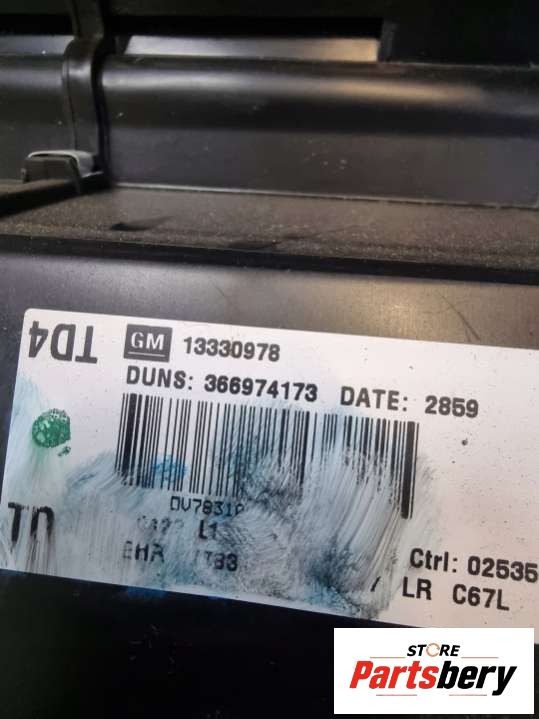 TD4
GM 13330978
DUNS: 366974173 DATE: 2859
Ctrl: 02535
LR C67L
STORE
Partsbery